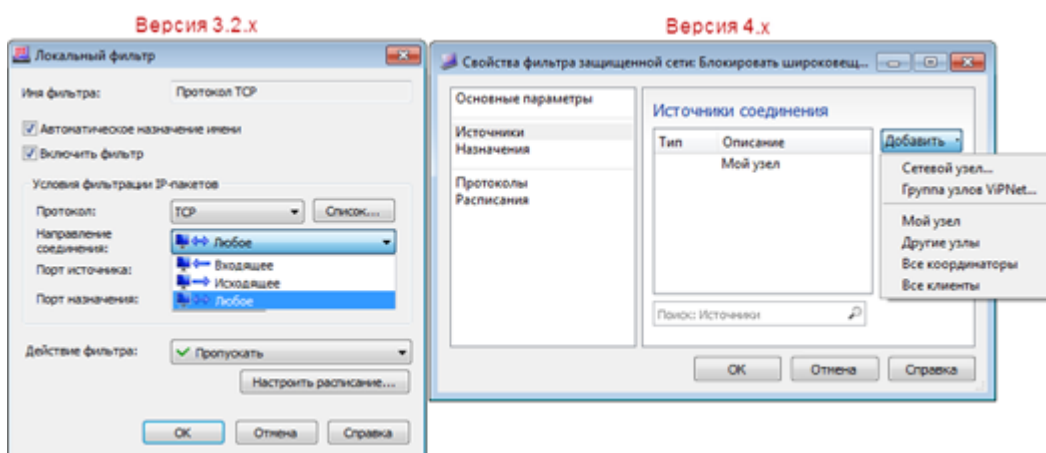 Версия 3.2.x
Локальный фильтр
Имя фильтра: Протокол TCP
Автоматическое назначение имени
Включить фильтр
Условия фильтрации IP-пакетов
Протокол: TCP Список...
Направление соединения: Любое
Входящее
Порт источника: Исходящее
Порт назначения: Любое
Действие фильтра: Пропускать
Настроить расписание...
OK Отмена Справка
Версия 4.x
Свойства фильтра защищенной сети: Блокировать широковещ...
Основные параметры
Источники
Назначения
Протоколы
Расписания
Источники соединения
Тип Описание
Мой узел
Поиск: Источники
Добавить
Сетевой узел...
Группа узлов ViPNet...
Мой узел
Другие узлы
Все координаторы
Все клиенты
OK Отмена Справка